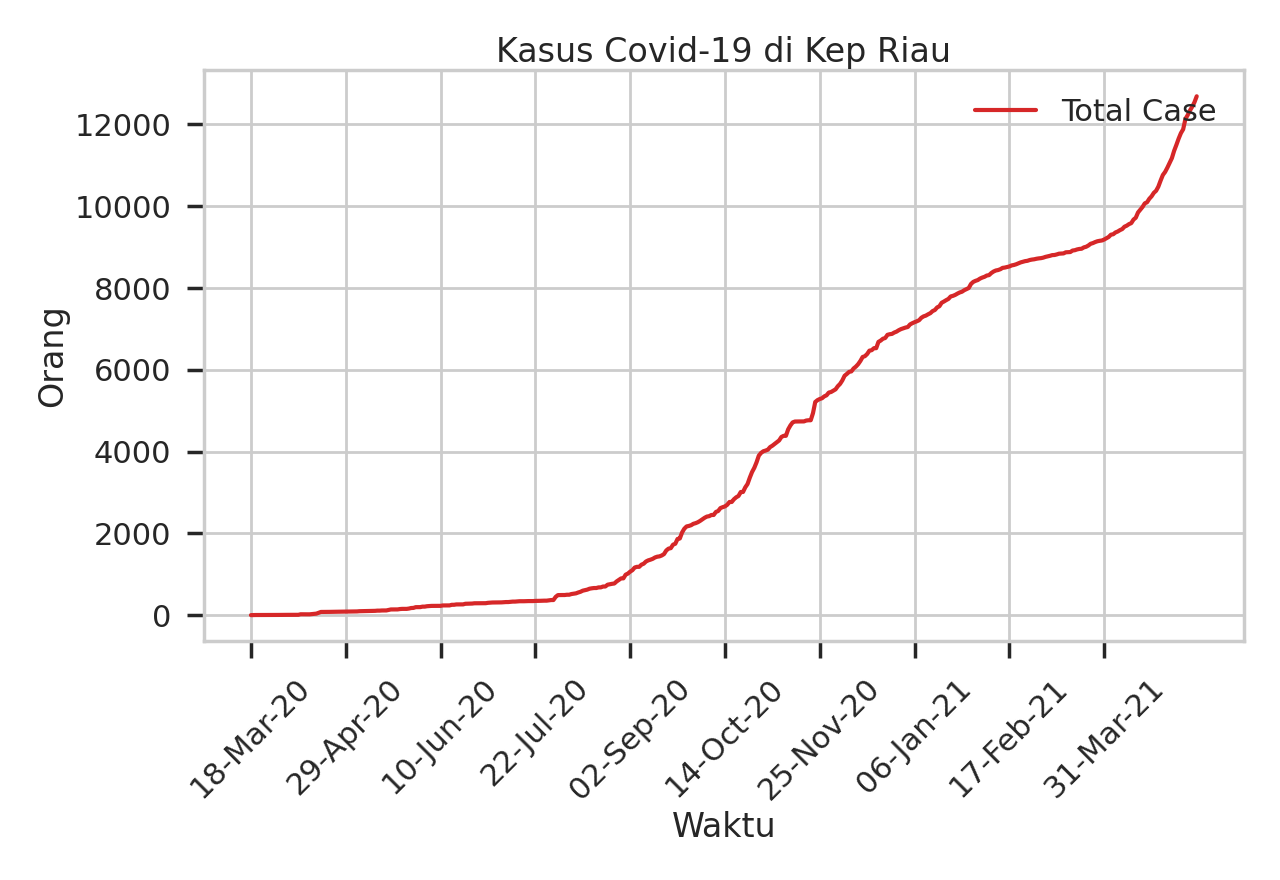 Kasus Covid-19 di Kep Riau
Total Case
12000
10000
8000
6000
4000
2000
0
Orang
18-Mar-20
29-Apr-20
10-Jun-20
22-Jul-20
02-Sep-20
14-Oct-20
25-Nov-20
06-Jan-21
17-Feb-21
31-Mar-21
Waktu